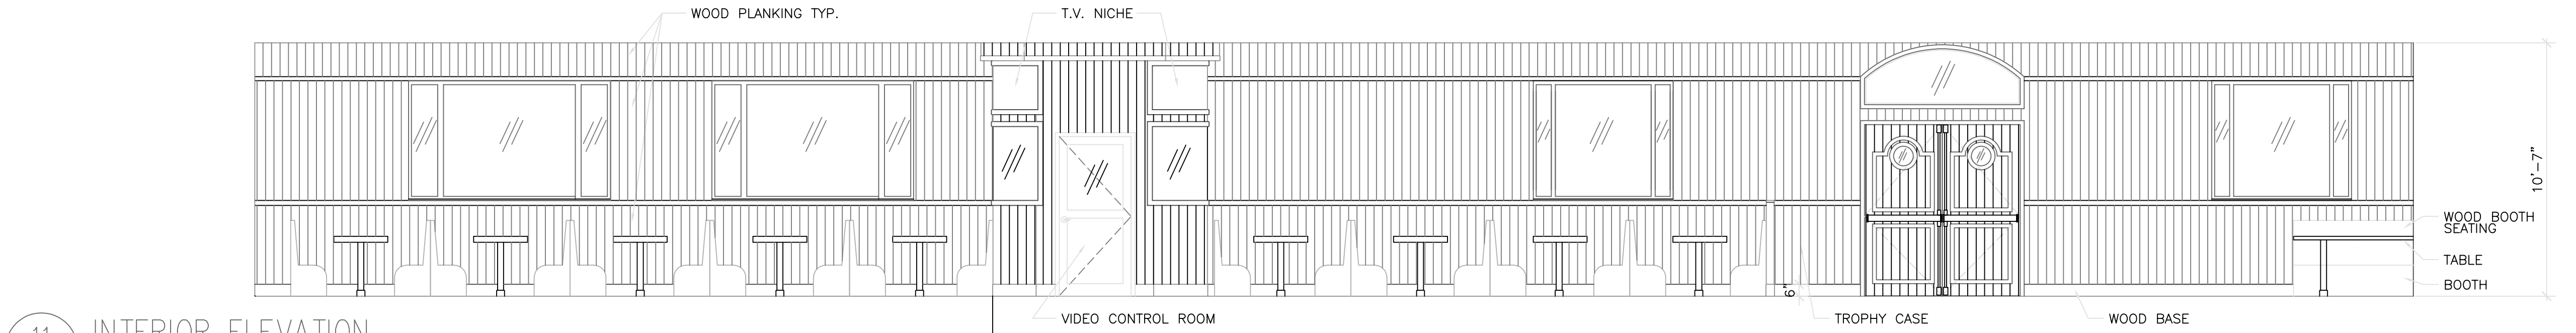 WOOD PLANKING TYP.
T.V. NICHE
10'-7"
WOOD BOOTH
SEATING
TABLE
BOOTH
6"
VIDEO CONTROL ROOM
TROPHY CASE
WOOD BASE
11
INTERIOR ELEVATION